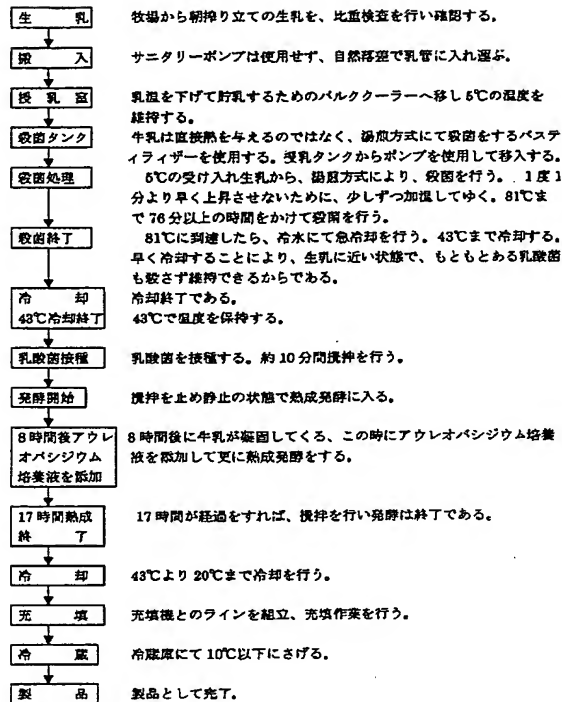 生 乳
牧場から朝搾り立ての生乳を、比重検査を行い確認する。
搬 入
サニタリーポンプは使用せず、自然落差で乳管に入れ運ぶ。
授 乳 室
乳温を下げて貯乳するためのバルククーラーへ移し5℃の温度を
維持する。
殺菌タンク
牛乳は直接熱を与えるのではなく、湯煎方式にて殺菌をするパステ
ィライザーを使用する。受乳タンクからポンプを使用して移入する。
殺菌処理
5℃の受け入れ生乳から、湯煎方式により、殺菌を行う。1度1
分より早く上昇させないために、少しずつ加温してゆく。81℃ま
で76分以上の時間をかけて殺菌を行う。
殺菌終了
81℃に到達したら、冷水にて急冷却を行う。43℃まで冷却する。
早く冷却することにより、生乳に近い状態で、もともとある乳酸菌
も殺さず維持できるからである。
冷 却
冷却終了である。
43℃冷却終了
43℃で温度を保持する。
乳酸菌接種
乳酸菌を接種する。約10分間攪拌を行う。
発酵開始
攪拌を止め静止の状態で熟成発酵に入る。
8時間後アウレ
オバシジウム
培養液を添加
8時間後に牛乳が凝固してくる、この時にアウレオバシジウム培養
液を添加して更に熟成発酵をする。
17時間熟成
終 了
17時間が経過をすれば、攪拌を行い発酵は終了である。
冷 却
43℃より20℃まで冷却を行う。
充 填
充填機とのラインを組立、充填作業を行う。
冷 蔵
冷蔵庫にて10℃以下にさげる。
製 品
製品として完了。